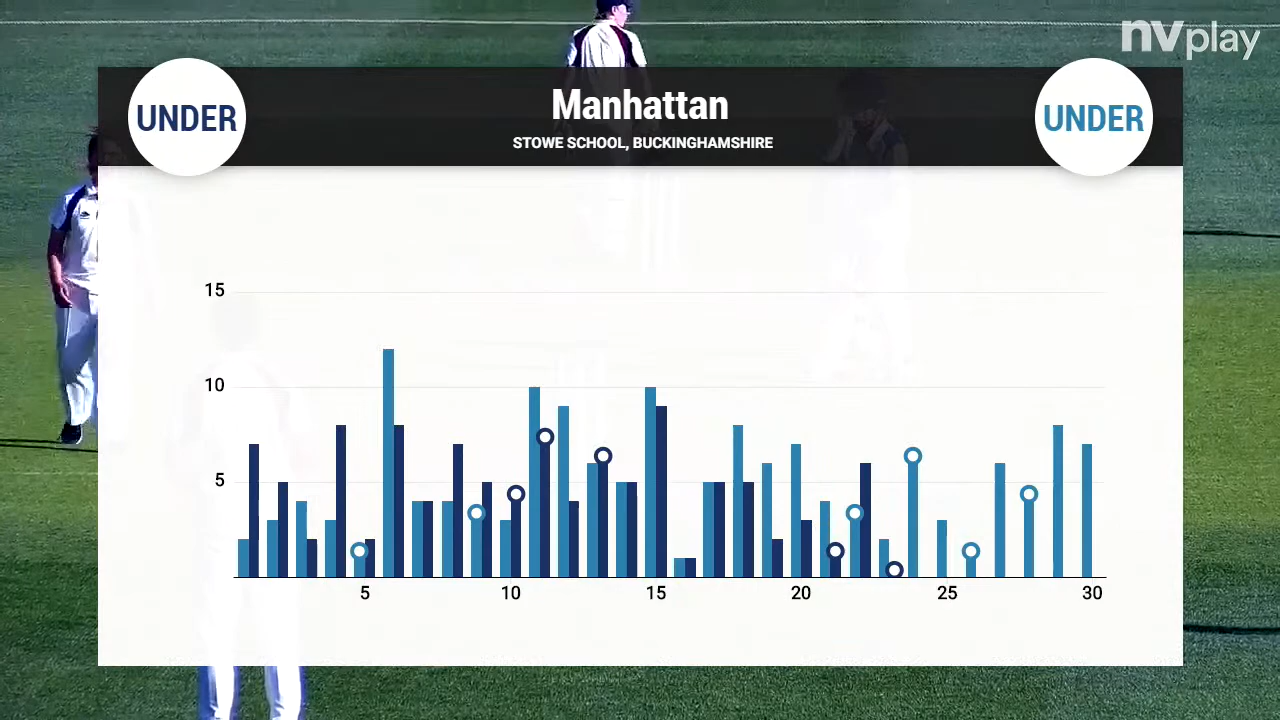 nvplay
UNDER
Manhattan
UNDER
STOWE SCHOOL, BUCKINGHAMSHIRE
15
10
5
5 10 15 20 25 30